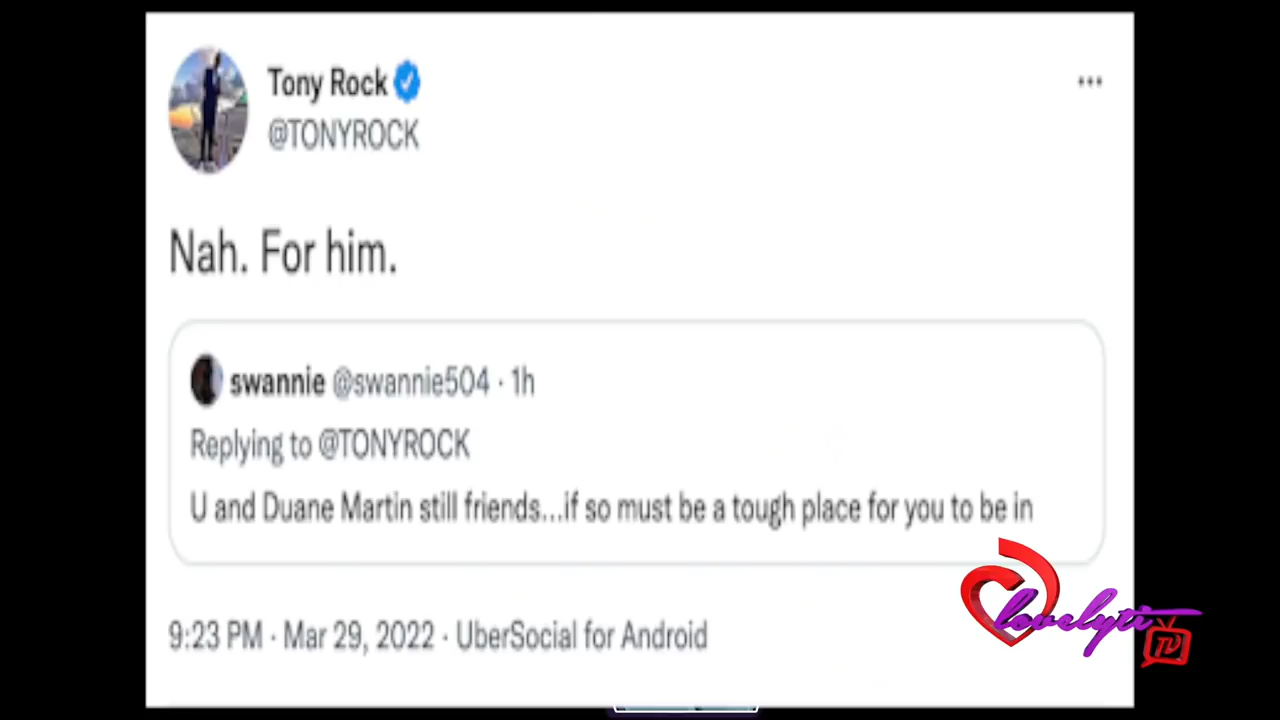 Tony Rock
@TONYROCK
Nah. For him.
swannie @swannie504 · 1h
Replying to @TONYROCK
U and Duane Martin still friends...if so must be a tough place for you to be in
9:23 PM · Mar 29, 2022 · UberSocial for Android
lovelyti
TV